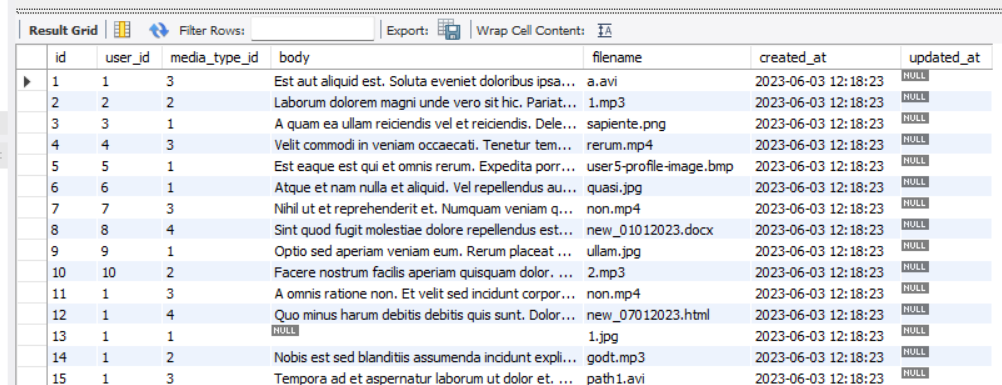 Result Grid Filter Rows: Export: Wrap Cell Content: IA
id user_id media_type_id body filename created_at updated_at
1 1 3 Est aut aliquid est. Soluta eveniet doloribus ipsa... a.avi 2023-06-03 12:18:23 NULL
2 2 2 Laborum dolorem magni unde vero sit hic. Pariat... 1.mp3 2023-06-03 12:18:23 NULL
3 3 1 A quam ea ullam reiciendis vel et reiciendis. Dele... sapiente.png 2023-06-03 12:18:23 NULL
4 4 3 Velit commodi in veniam occaecati. Tenetur tem... rerum.mp4 2023-06-03 12:18:23 NULL
5 5 1 Est eaque est qui et omnis rerum. Expedita porr... user5-profile-image.bmp 2023-06-03 12:18:23 NULL
6 6 1 Atque et nam nulla et aliquid. Vel repellendus au... quasi.jpg 2023-06-03 12:18:23 NULL
7 7 3 Nihil ut et reprehenderit et. Numquam veniam q... non.mp4 2023-06-03 12:18:23 NULL
8 8 4 Sint quod fugit molestiae dolore repellendus est... new_01012023.docx 2023-06-03 12:18:23 NULL
9 9 1 Optio sed aperiam veniam eum. Rerum placeat ... ullam.jpg 2023-06-03 12:18:23 NULL
10 10 2 Facere nostrum facilis aperiam quisquam dolor. ... 2.mp3 2023-06-03 12:18:23 NULL
11 1 3 A omnis ratione non. Et velit sed incidunt corpor... non.mp4 2023-06-03 12:18:23 NULL
12 1 4 Quo minus harum debitis debitis quis sunt. Dolor... new_07012023.html 2023-06-03 12:18:23 NULL
13 1 1 NULL 1.jpg 2023-06-03 12:18:23 NULL
14 1 2 Nobis est sed blanditiis assumenda incidunt expli... godt.mp3 2023-06-03 12:18:23 NULL
15 1 3 Tempora ad et aspernatur laborum ut dolor et. ... path1.avi 2023-06-03 12:18:23 NULL